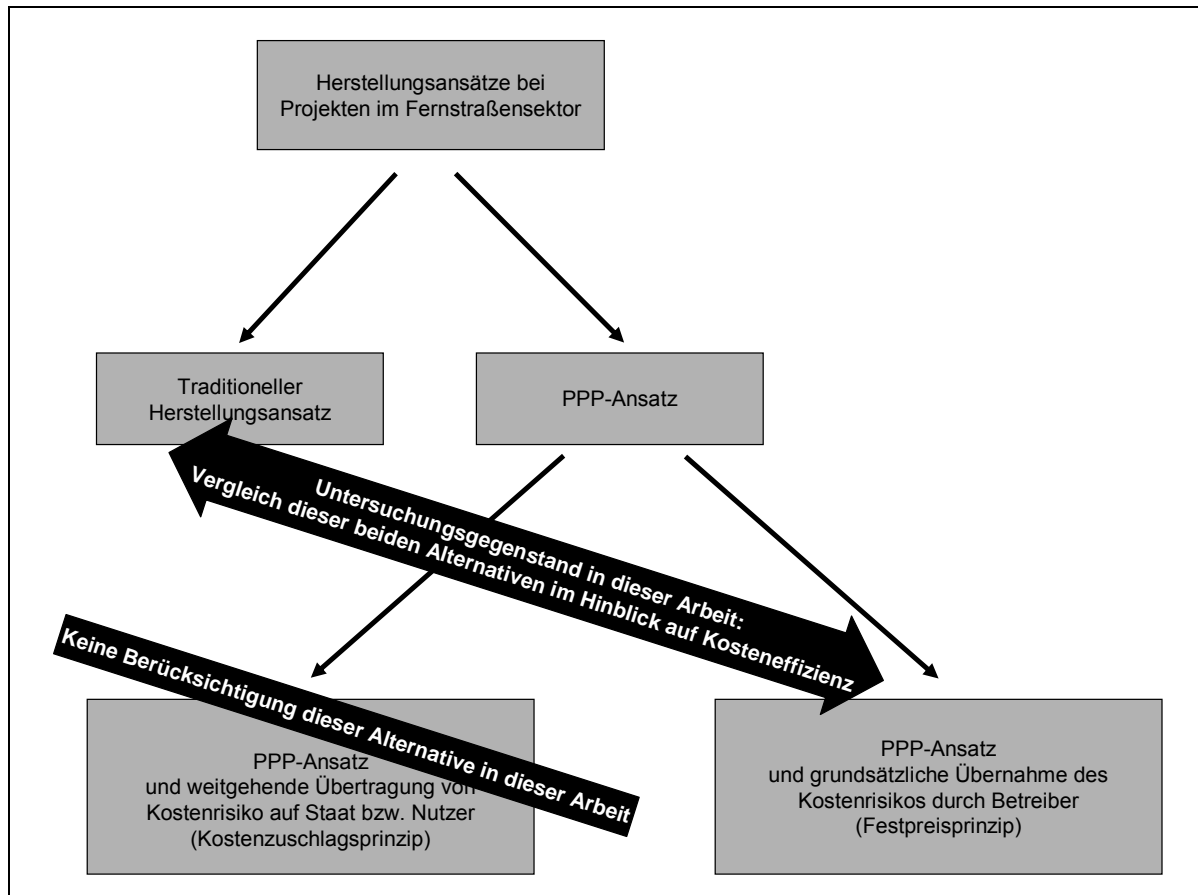 Herstellungsansätze bei
Projekten im Fernstraßensektor
Traditioneller
Herstellungsansatz
PPP-Ansatz
Untersuchungsgegenstand in dieser Arbeit:
Vergleich dieser beiden Alternativen im Hinblick auf Kosteneffizienz
Keine Berücksichtigung dieser Alternative in dieser Arbeit
PPP-Ansatz
und weitgehende Übertragung von
Kostenrisiko auf Staat bzw. Nutzer
(Kostenzuschlagsprinzip)
PPP-Ansatz
und grundsätzliche Übernahme des
Kostenrisikos durch Betreiber
(Festpreisprinzip)